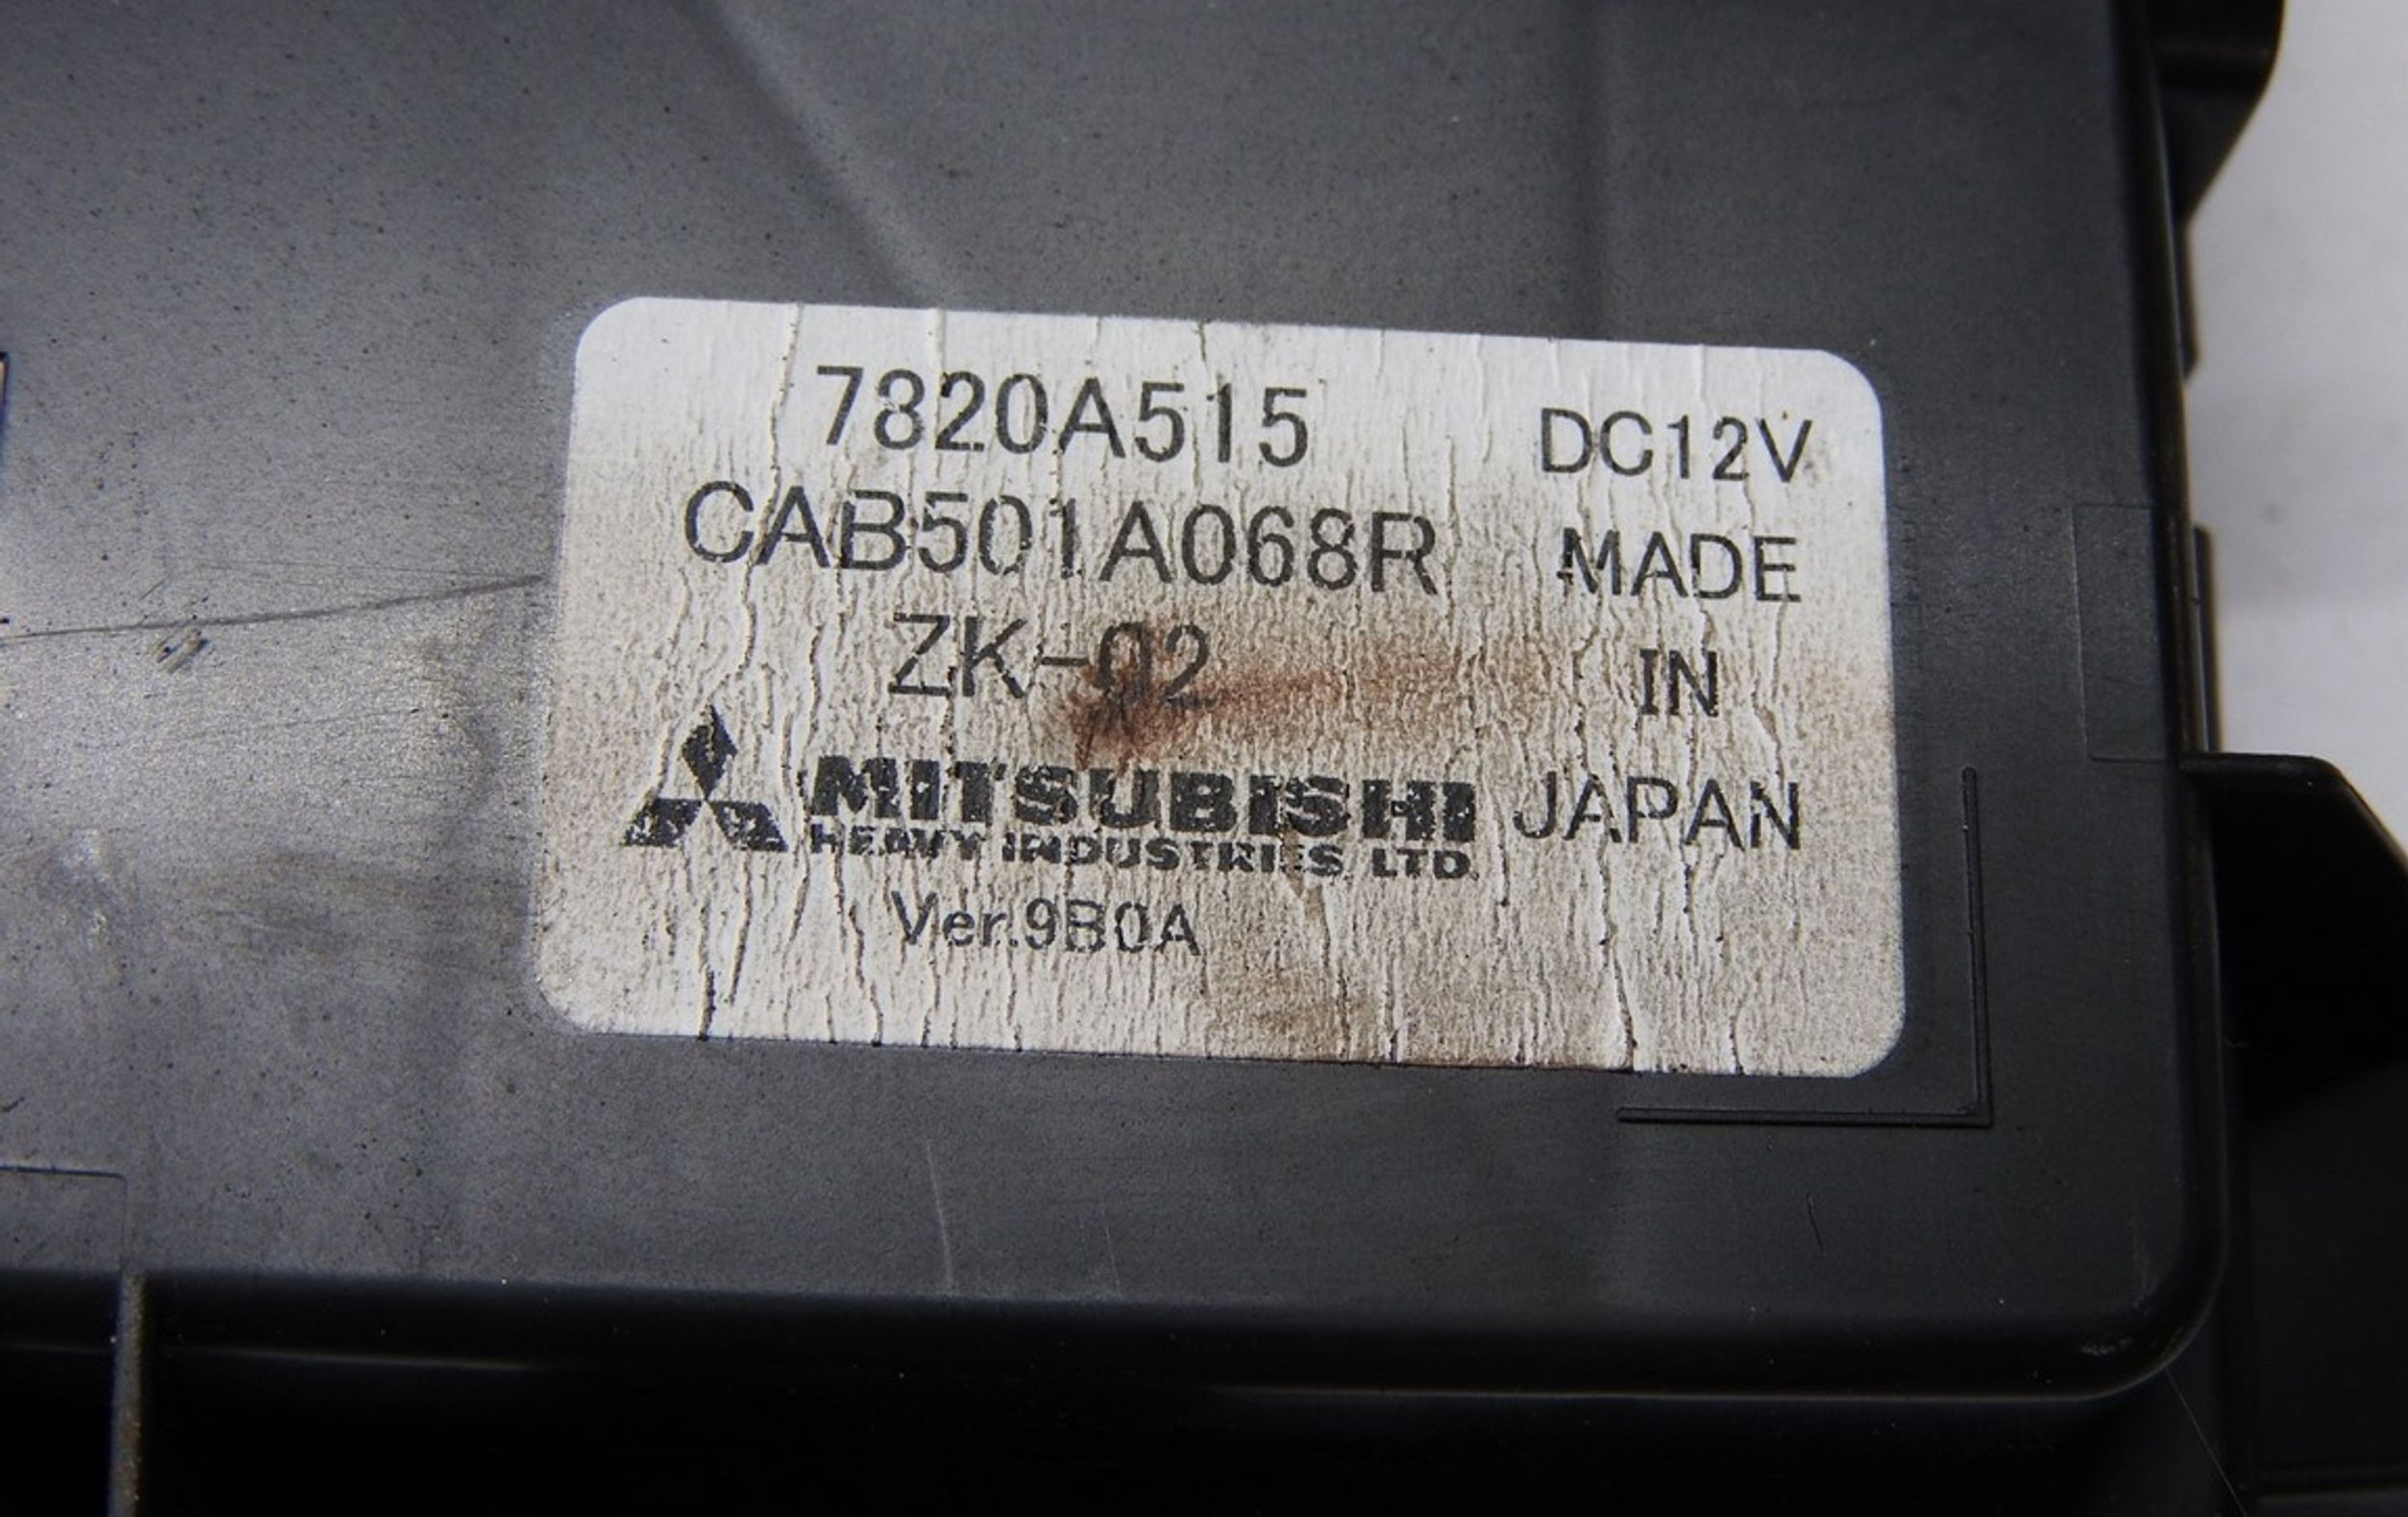 7820A515
CAB501A068R
ZK-02
MITSUBISHI
HEAVY INDUSTRIES, LTD.
Ver.9B0A
DC12V
MADE
IN
JAPAN